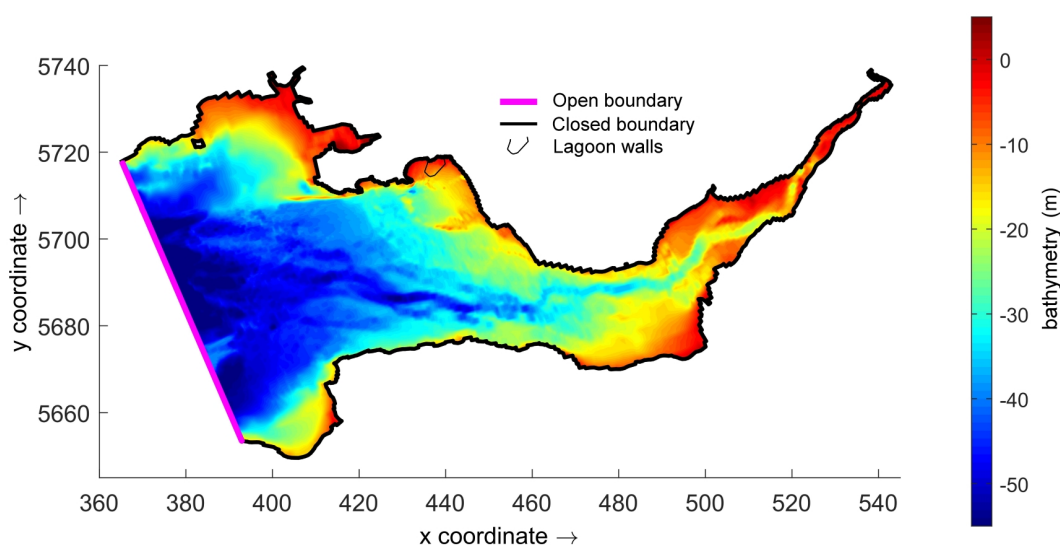 5740
5720
5700
5680
5660
y coordinate →
360 380 400 420 440 460 480 500 520 540
x coordinate →
Open boundary
Closed boundary
Lagoon walls
0
-10
-20
-30
-40
-50
bathymetry (m)